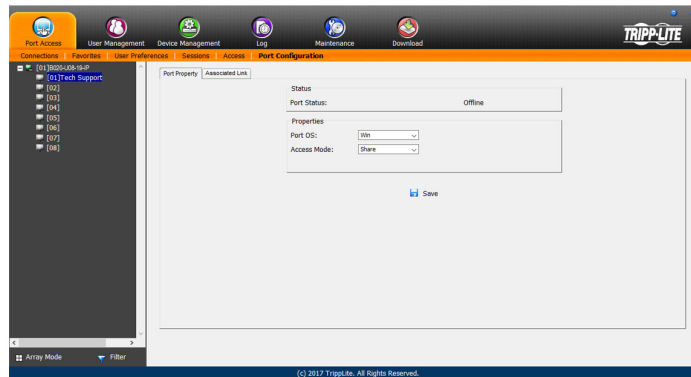 TRIPP·LITE
Port Access User Management Device Management Log Maintenance Download
Connections Favorites User Preferences Sessions Access Port Configuration
[01]B020-U08-19-IP
[01]Tech Support
[02]
[03]
[04]
[05]
[06]
[07]
[08]
Port Property Associated Link
Status
Port Status: Offline
Properties
Port OS: Win
Access Mode: Share
Save
Array Mode Filter
(c) 2017 TrippLite. All Rights Reserved.